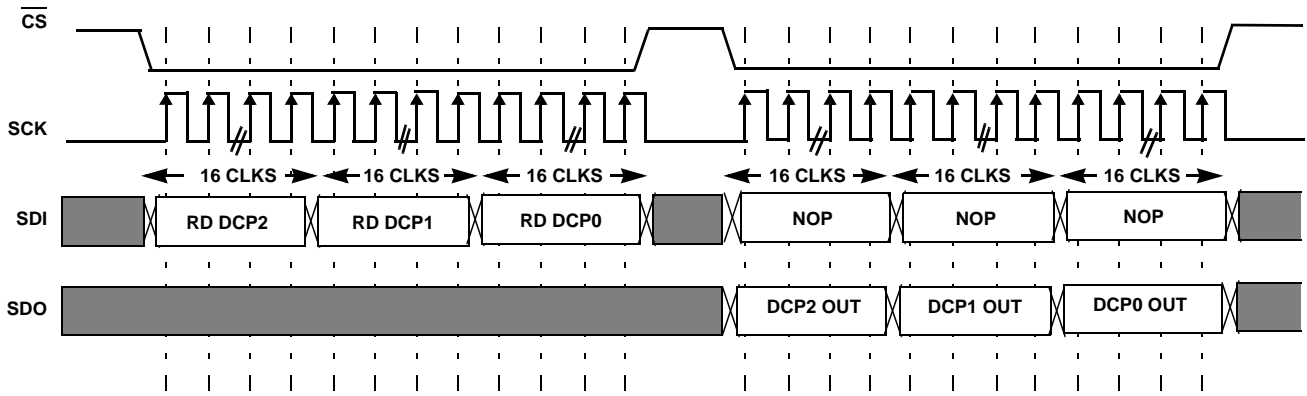 CS
SCK
16 CLKS 16 CLKS 16 CLKS 16 CLKS 16 CLKS 16 CLKS
SDI RD DCP2 RD DCP1 RD DCP0 NOP NOP NOP
SDO DCP2 OUT DCP1 OUT DCP0 OUT